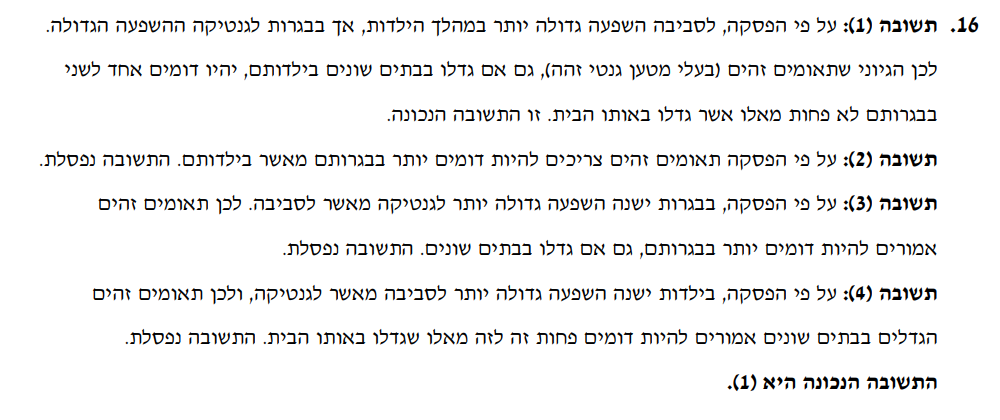 16. תשובה (1): על פי הפסקה, לסביבה השפעה גדולה יותר במהלך הילדות, אך בבגרות לגנטיקה ההשפעה הגדולה.
לכן הגיוני שתאומים זהים (בעלי מטען גנטי זהה), גם אם גדלו בבתים שונים בילדותם, יהיו דומים אחד לשני
בבגרותם לא פחות מאלו אשר גדלו באותו הבית. זו התשובה הנכונה.
תשובה (2): על פי הפסקה תאומים זהים צריכים להיות דומים יותר בבגרותם מאשר בילדותם. התשובה נפסלת.
תשובה (3): על פי הפסקה, בבגרות ישנה השפעה גדולה יותר לגנטיקה מאשר לסביבה. לכן תאומים זהים
אמורים להיות דומים יותר בבגרותם, גם אם גדלו בבתים שונים. התשובה נפסלת.
תשובה (4): על פי הפסקה, בילדות ישנה השפעה גדולה יותר לסביבה מאשר לגנטיקה, ולכן תאומים זהים
הגדלים בבתים שונים אמורים להיות דומים פחות זה לזה מאלו שגדלו באותו הבית. התשובה נפסלת.
התשובה הנכונה היא (1).